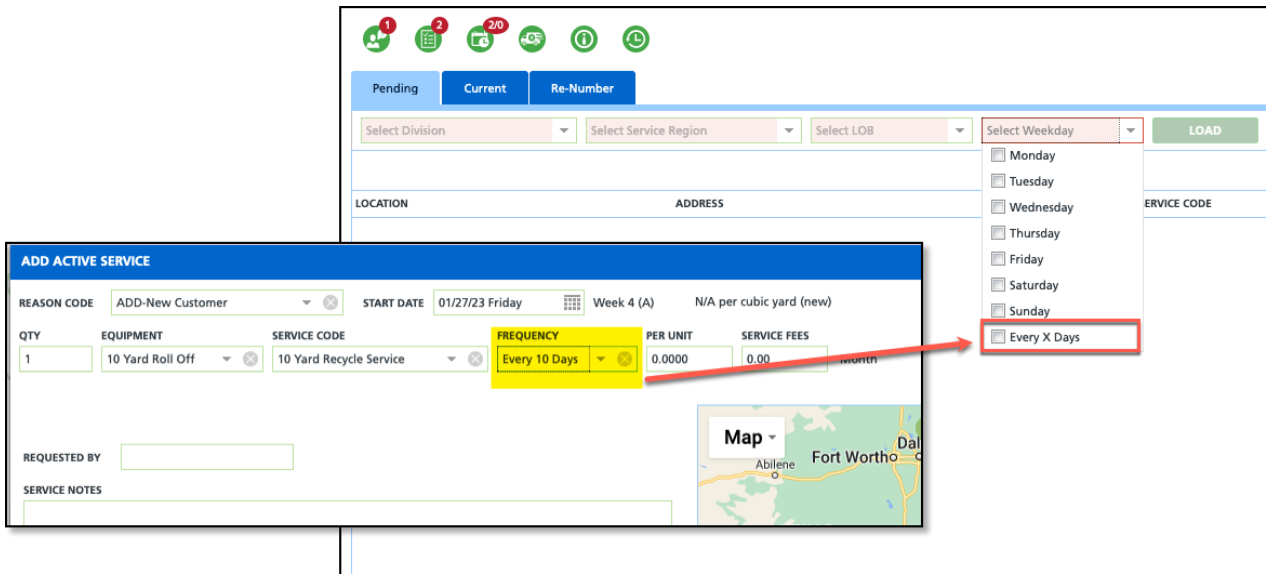 1 2 2/0
Pending Current Re-Number
Select Division Select Service Region Select LOB Select Weekday LOAD
Monday
Tuesday
Wednesday
Thursday
Friday
Saturday
Sunday
Every X Days
LOCATION ADDRESS ERVICE CODE
ADD ACTIVE SERVICE
REASON CODE ADD-New Customer START DATE 01/27/23 Friday Week 4 (A) N/A per cubic yard (new)
QTY EQUIPMENT SERVICE CODE FREQUENCY PER UNIT SERVICE FEES
1 10 Yard Roll Off 10 Yard Recycle Service Every 10 Days 0.0000 0.00 Month
REQUESTED BY
SERVICE NOTES
Map
Abilene Fort Worth Dal